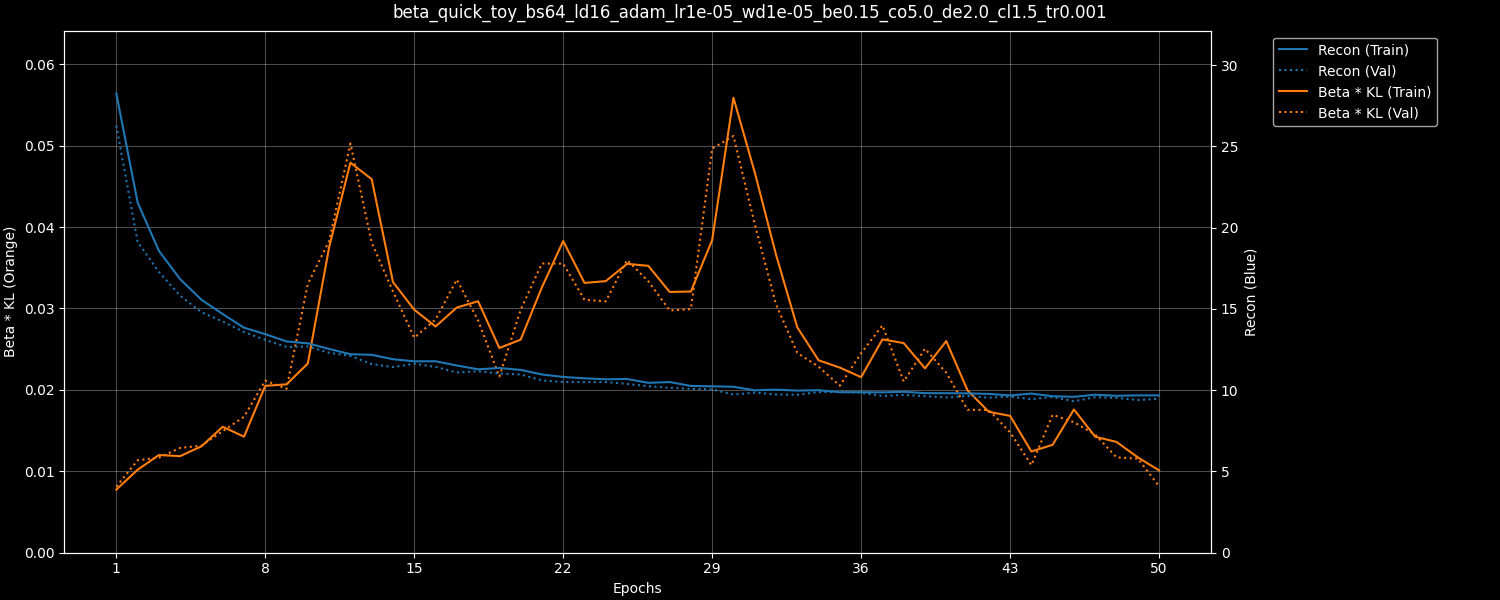 beta_quick_toy_bs64_ld16_adam_lr1e-05_wd1e-05_be0.15_co5.0_de2.0_cl1.5_tr0.001
Recon (Train)
Recon (Val)
Beta * KL (Train)
Beta * KL (Val)
Beta * KL (Orange)
0.06
0.05
0.04
0.03
0.02
0.01
0.00
30
25
20
15
10
5
0
Recon (Blue)
1 8 15 22 29 36 43 50
Epochs